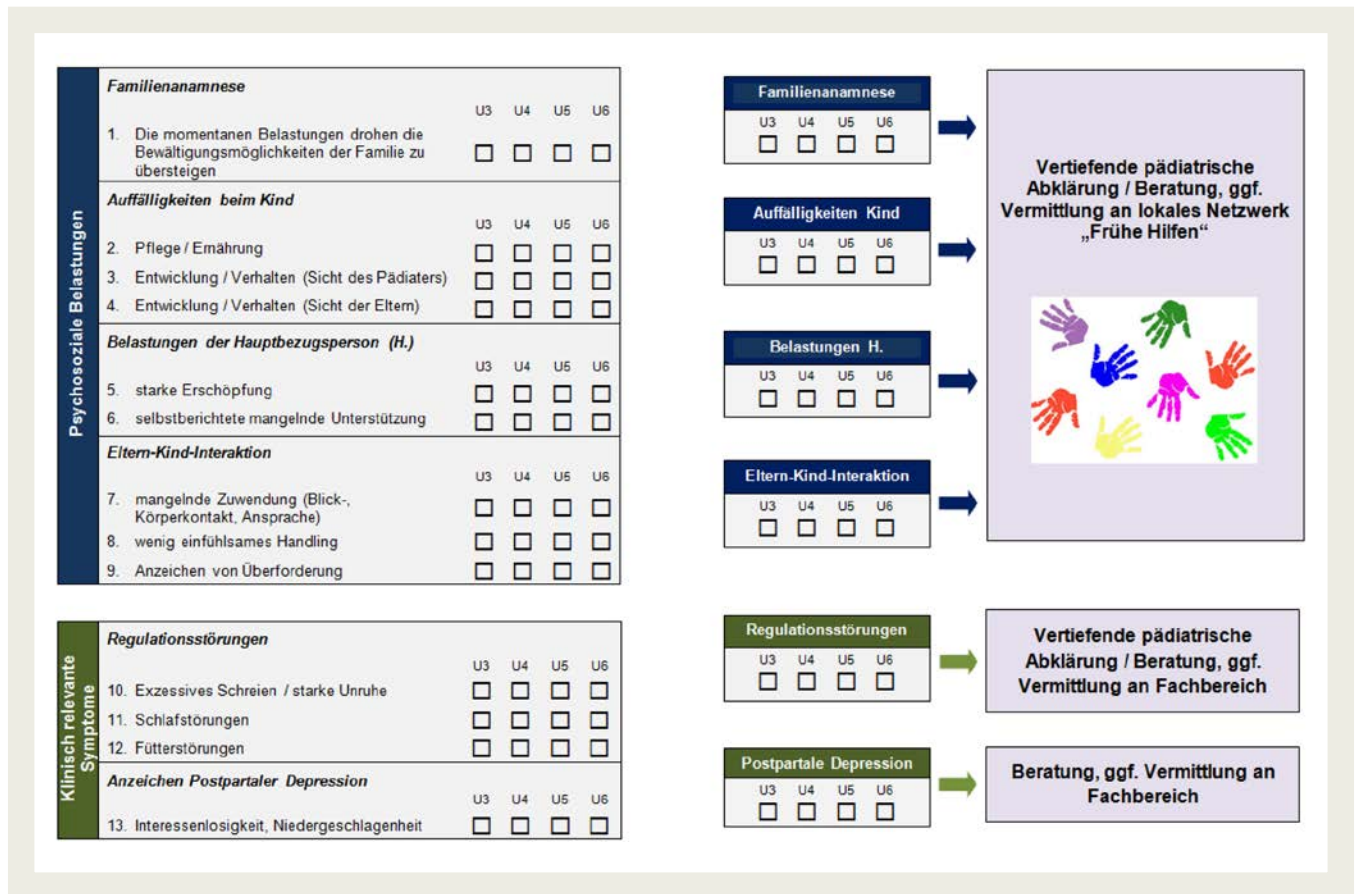 Psychosoziale Belastungen
Familienanamnese
U3 U4 U5 U6
1. Die momentanen Belastungen drohen die
Bewältigungsmöglichkeiten der Familie zu
übersteigen
Auffälligkeiten beim Kind
U3 U4 U5 U6
2. Pflege / Ernährung
3. Entwicklung / Verhalten (Sicht des Pädiaters)
4. Entwicklung / Verhalten (Sicht der Eltern)
Belastungen der Hauptbezugsperson (H.)
U3 U4 U5 U6
5. starke Erschöpfung
6. selbstberichtete mangelnde Unterstützung
Eltern-Kind-Interaktion
U3 U4 U5 U6
7. mangelnde Zuwendung (Blick-,
Körperkontakt, Ansprache)
8. wenig einfühlsames Handling
9. Anzeichen von Überforderung
Klinisch relevante
Symptome
Regulationsstörungen
U3 U4 U5 U6
10. Exzessives Schreien / starke Unruhe
11. Schlafstörungen
12. Fütterstörungen
Anzeichen Postpartaler Depression
U3 U4 U5 U6
13. Interessenlosigkeit, Niedergeschlagenheit
Familienanamnese
U3 U4 U5 U6
Auffälligkeiten Kind
U3 U4 U5 U6
Belastungen H.
U3 U4 U5 U6
Eltern-Kind-Interaktion
U3 U4 U5 U6
Vertiefende pädiatrische
Abklärung / Beratung, ggf.
Vermittlung an lokales Netzwerk
„Frühe Hilfen“
Regulationsstörungen
U3 U4 U5 U6
Vertiefende pädiatrische
Abklärung / Beratung, ggf.
Vermittlung an Fachbereich
Postpartale Depression
U3 U4 U5 U6
Beratung, ggf. Vermittlung an
Fachbereich